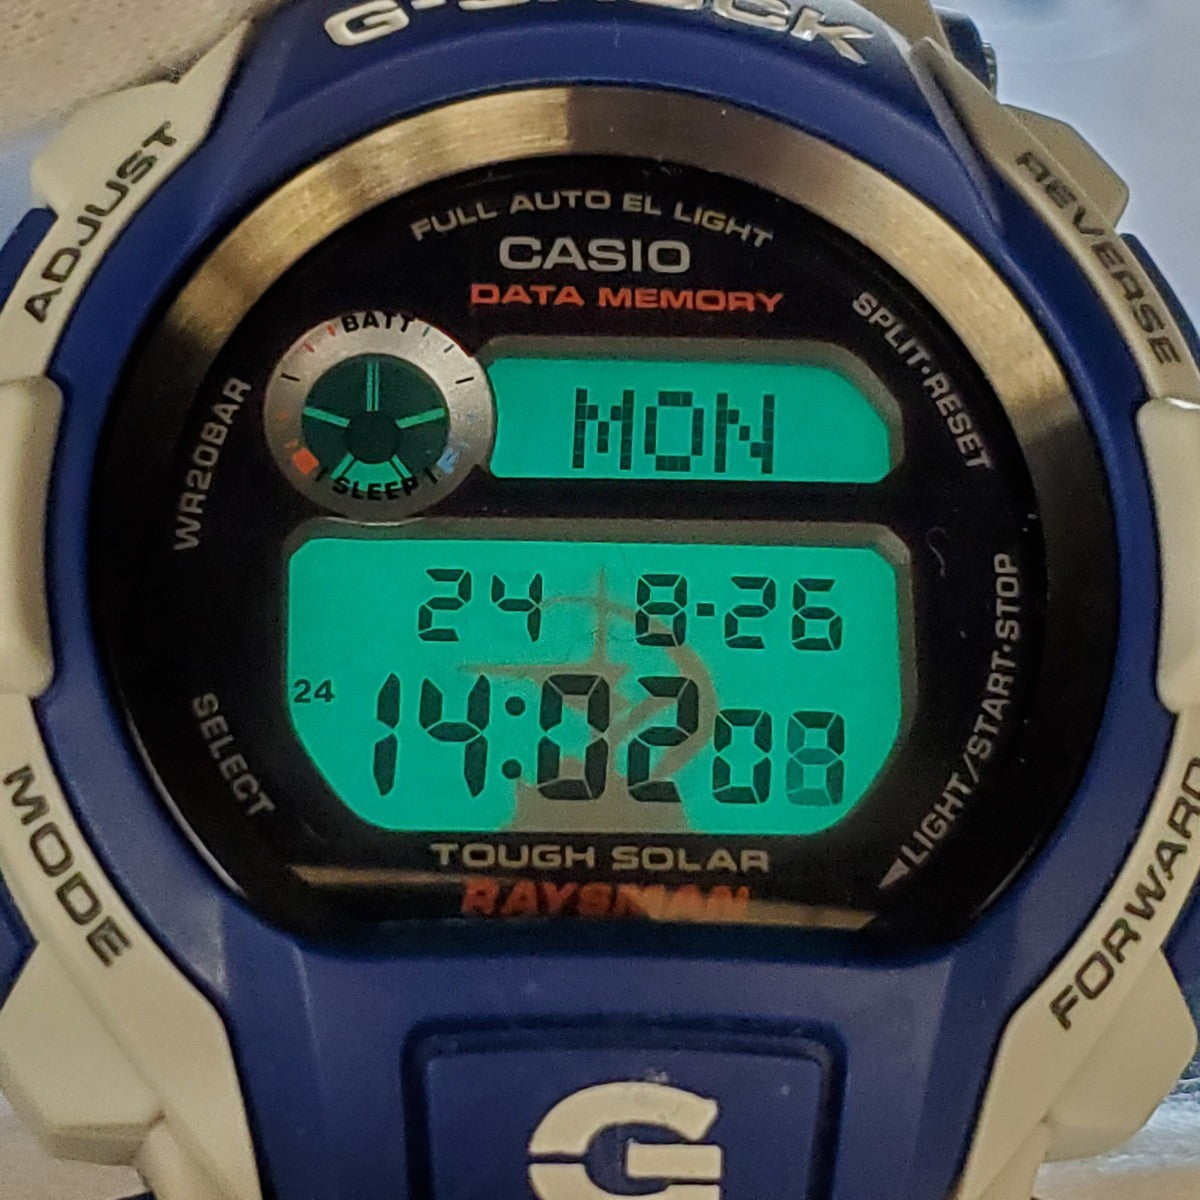 G-SHOCK
ADJUST
REVERSE
FULL AUTO EL LIGHT
CASIO
DATA MEMORY
SPLIT·RESET
BATT
SLEEP
WR20BAR
MON
24 8-26
24 14:02 08
SELECT
LIGHT/START·STOP
TOUGH SOLAR
RAYSMAN
MODE
FORWARD
G